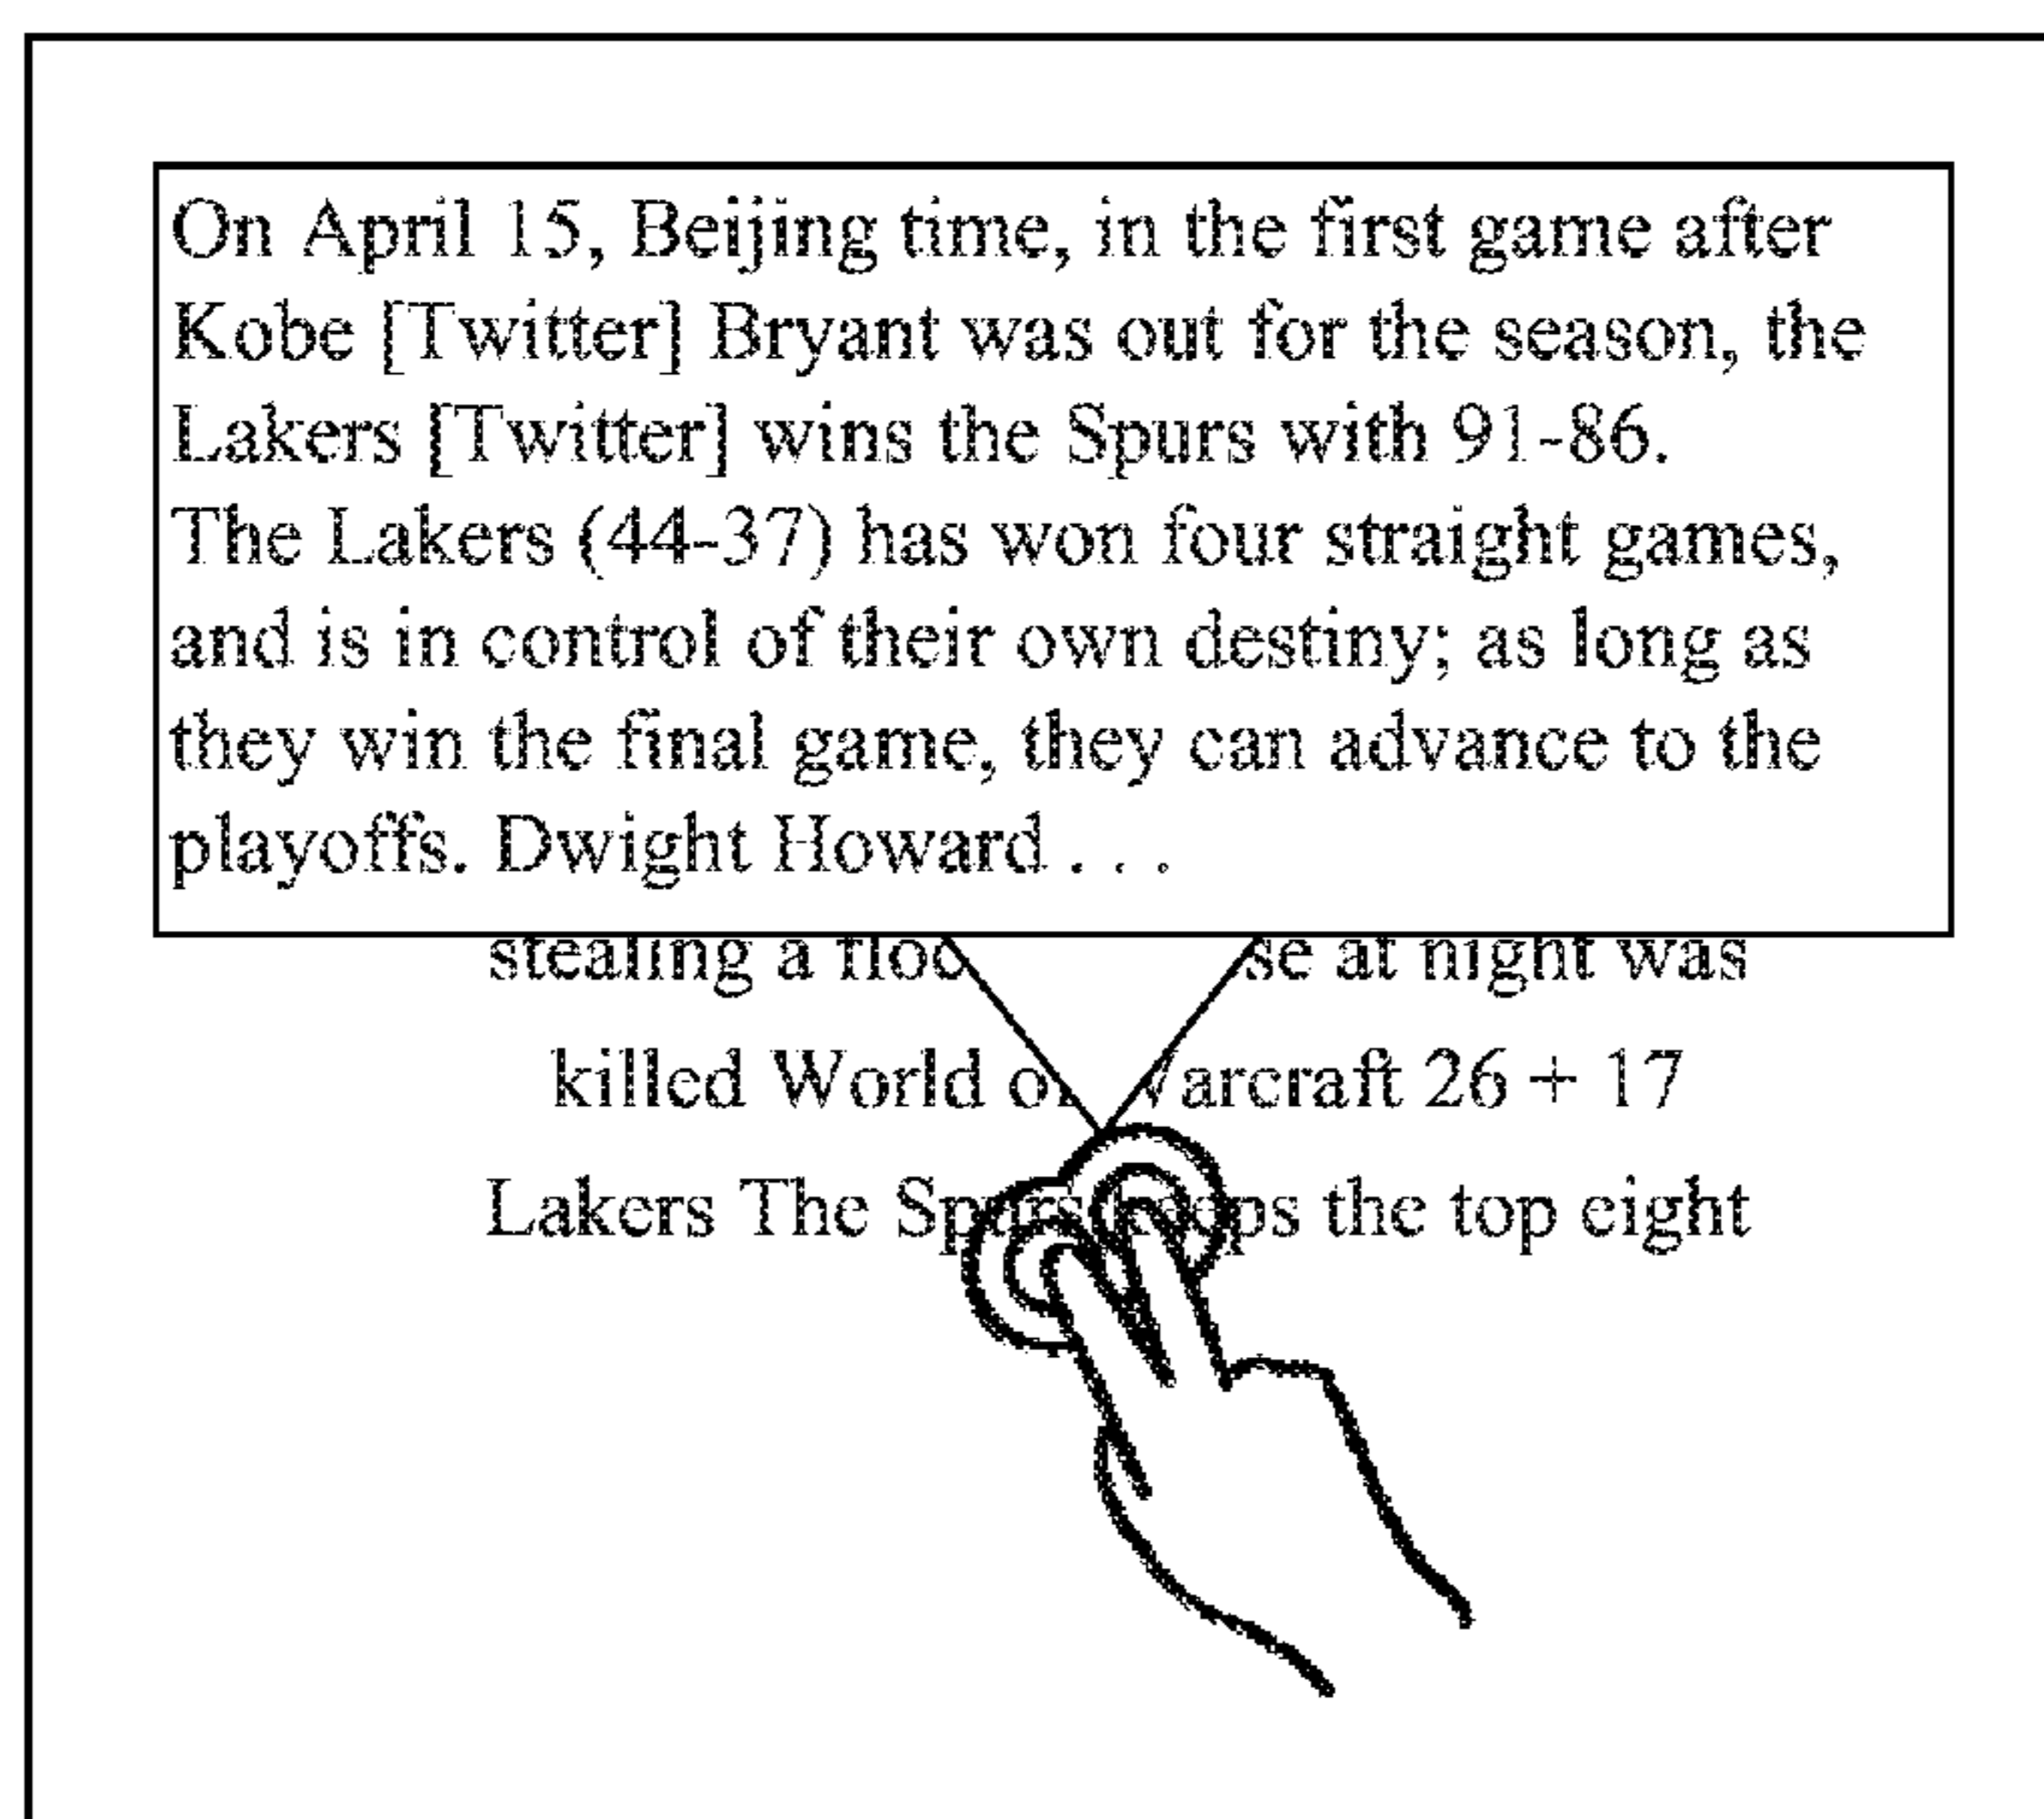 On April 15, Beijing time, in the first game after
Kobe [Twitter] Bryant was out for the season, the
Lakers [Twitter] wins the Spurs with 91-86.
The Lakers (44-37) has won four straight games,
and is in control of their own destiny; as long as
they win the final game, they can advance to the
playoffs. Dwight Howard . . .
stealing a at night was
killed World Warcraft 26 + 17
Lakers The Spurs keeps the top eight